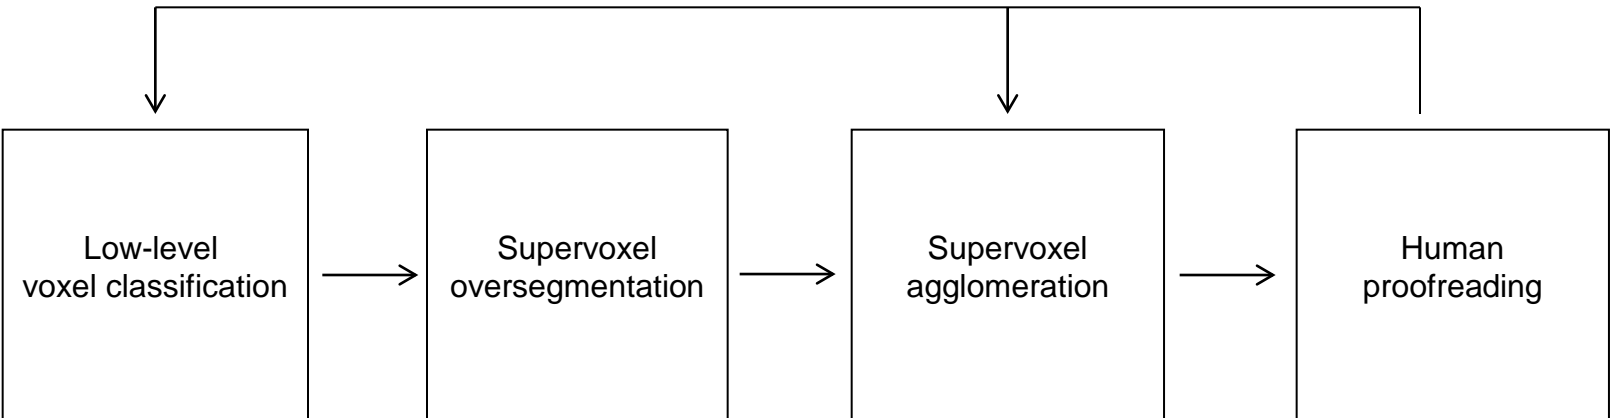 Low-level
voxel classification
Supervoxel
oversegmentation
Supervoxel
agglomeration
Human
proofreading